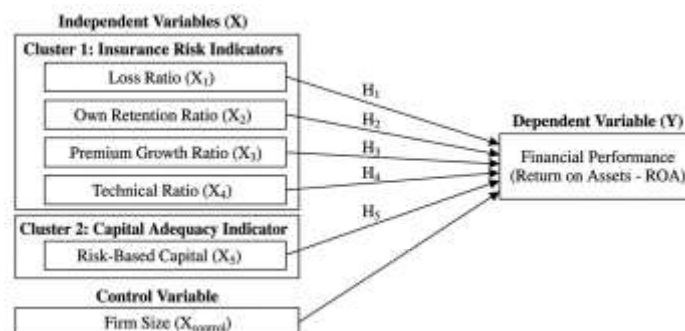 Independent Variables (X)
Cluster 1: Insurance Risk Indicators
Loss Ratio (X₁)
Own Retention Ratio (X₂)
Premium Growth Ratio (X₃)
Technical Ratio (X₄)
Cluster 2: Capital Adequacy Indicator
Risk-Based Capital (X₅)
Control Variable
Firm Size (Xcontrol)
H₁
H₂
H₃
H₄
H₅
Dependent Variable (Y)
Financial Performance
(Return on Assets - ROA)